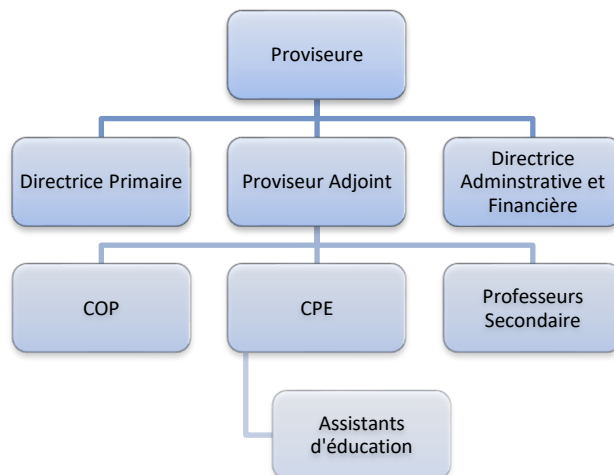 Proviseure
Directrice Primaire
Proviseur Adjoint
Directrice
Adminstrative et
Financière
COP
CPE
Professeurs
Secondaire
Assistants
d'éducation